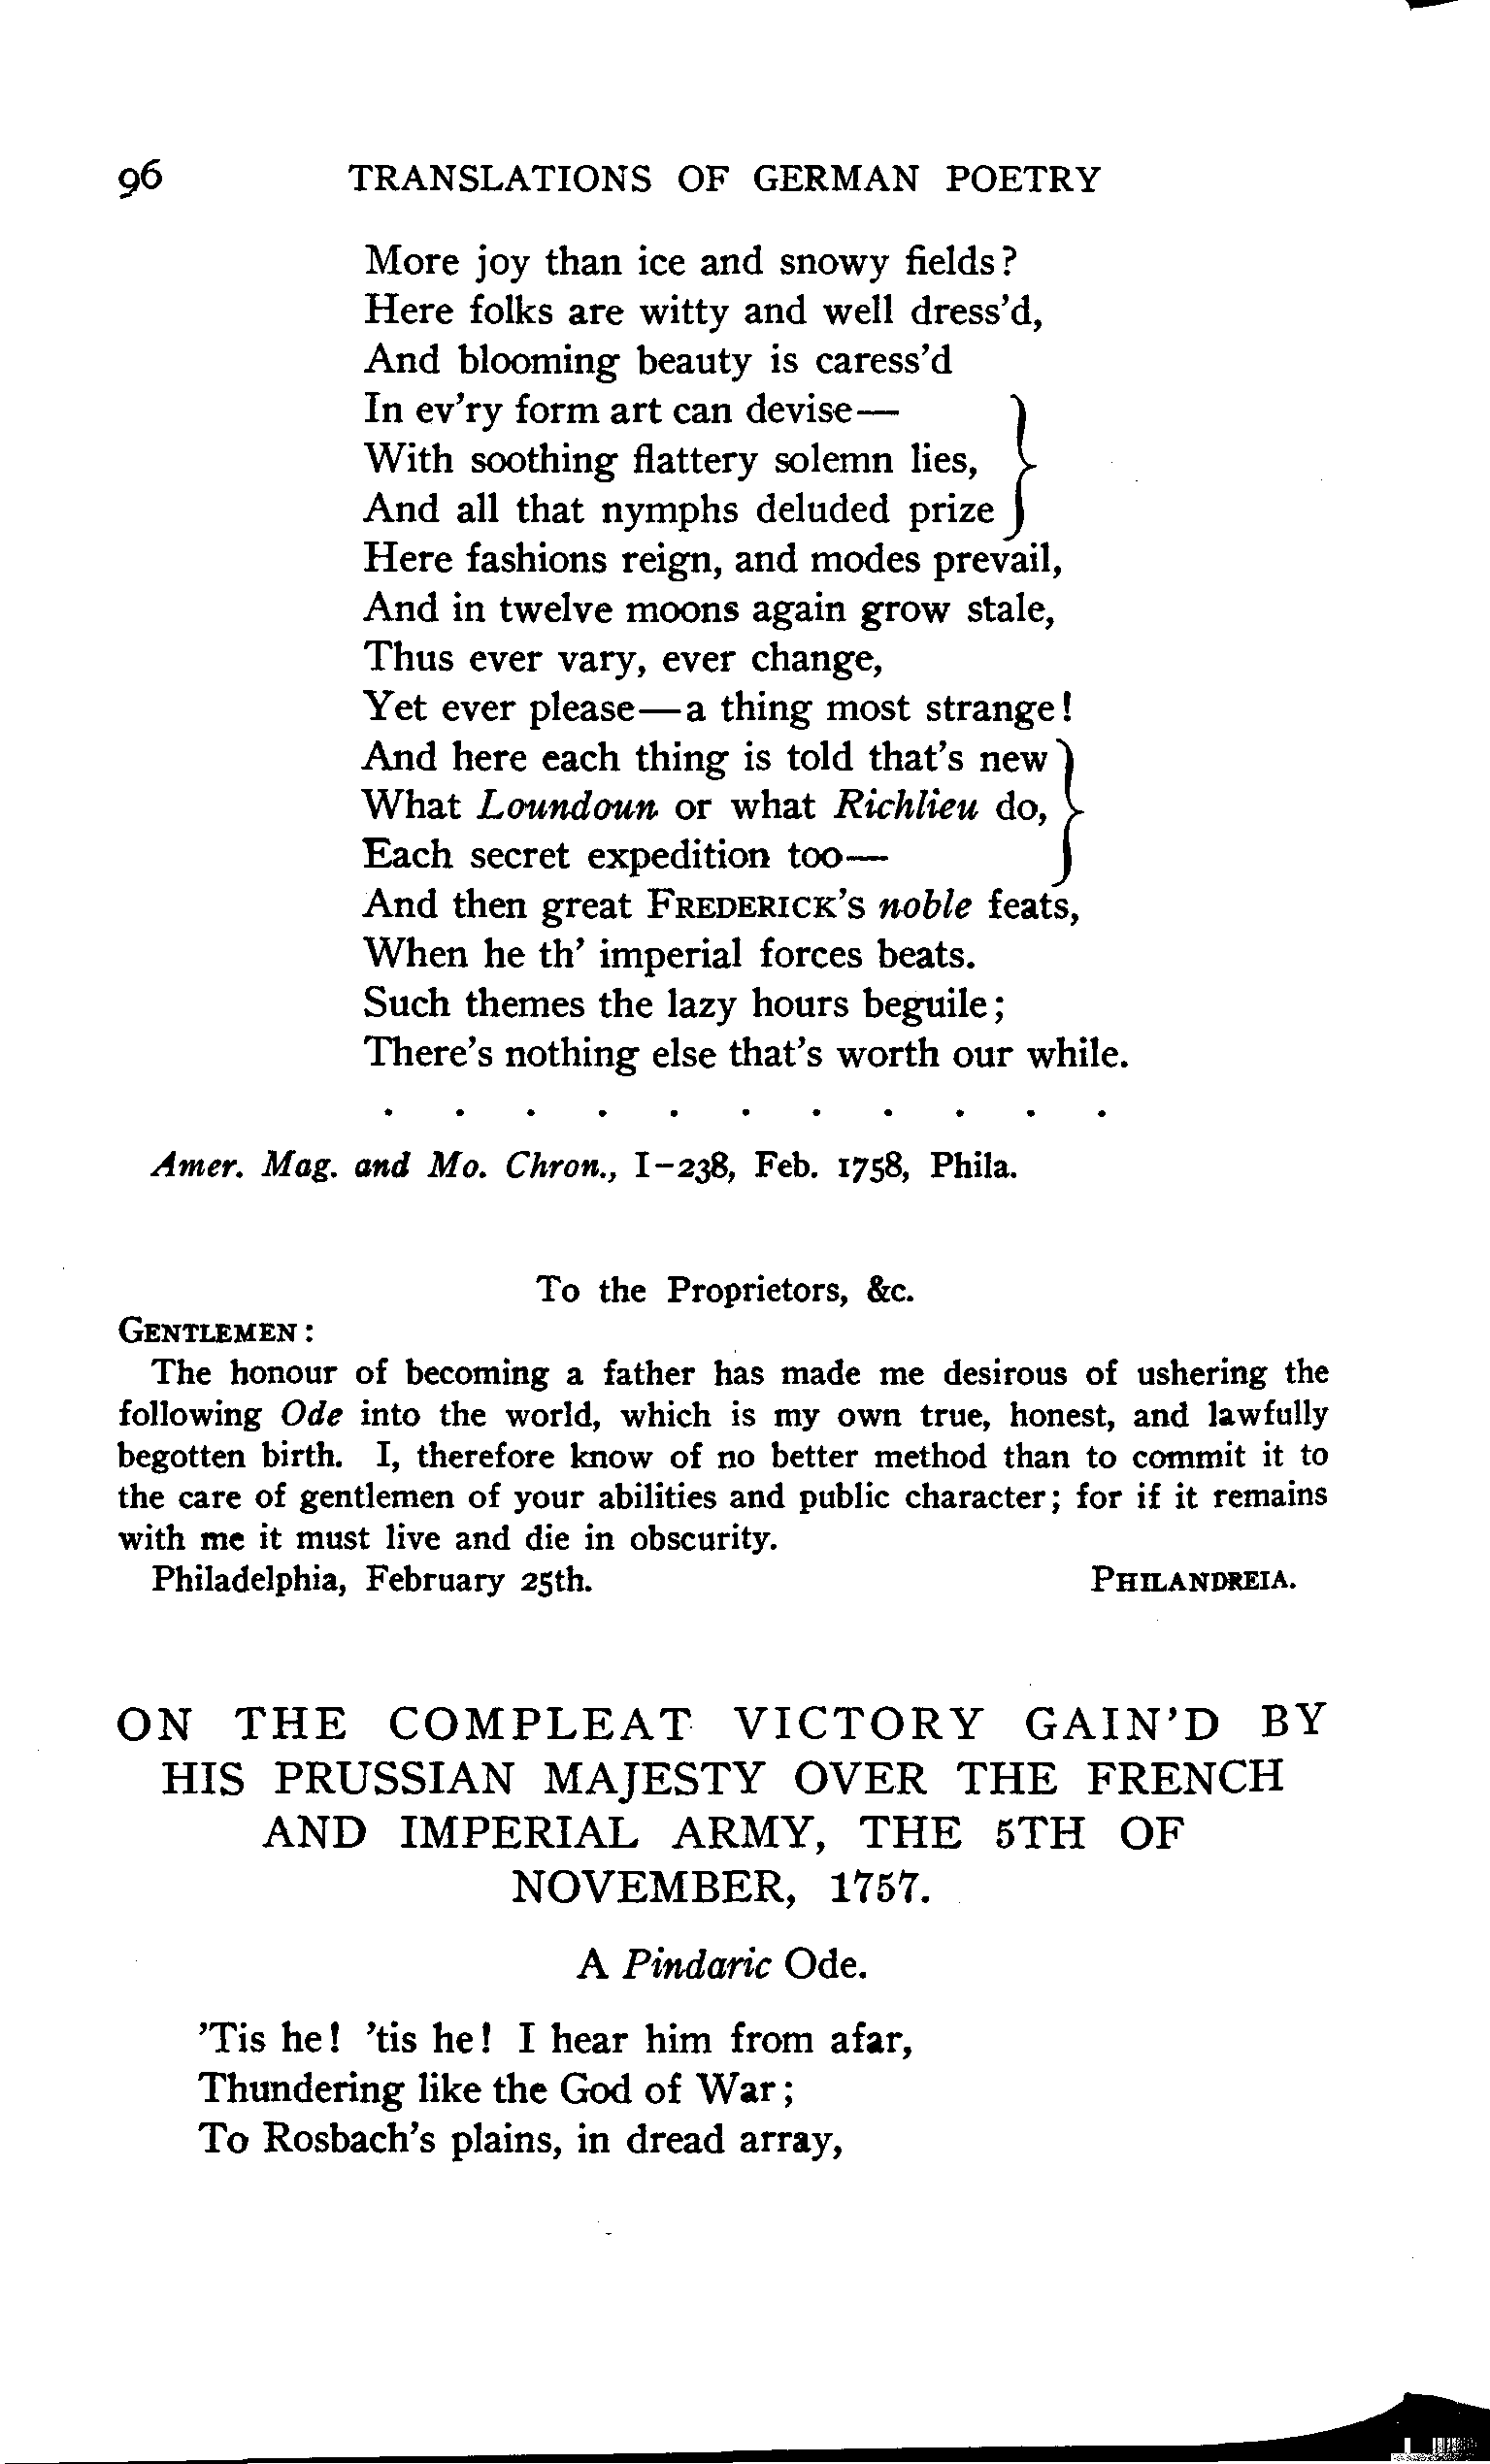 96 TRANSLATIONS OF GERMAN POETRY
More joy than ice and snowy fields?
Here folks are witty and well dress'd,
And blooming beauty is caress'd
In ev'ry form art can devise—
With soothing flattery solemn lies,
And all that nymphs deluded prize
Here fashions reign, and modes prevail,
And in twelve moons again grow stale,
Thus ever vary, ever change,
Yet ever please—a thing most strange!
And here each thing is told that's new
What Loundoun or what Richlieu do,
Each secret expedition too—
And then great FREDERICK'S noble feats,
When he th' imperial forces beats.
Such themes the lazy hours beguile;
There's nothing else that's worth our while.
. . . . . . . . . . .
Amer. Mag. and Mo. Chron., I-238, Feb. 1758, Phila.
To the Proprietors, &c.
GENTLEMEN:
The honour of becoming a father has made me desirous of ushering the
following Ode into the world, which is my own true, honest, and lawfully
begotten birth. I, therefore know of no better method than to commit it to
the care of gentlemen of your abilities and public character; for if it remains
with me it must live and die in obscurity.
Philadelphia, February 25th. PHILANDREIA.
ON THE COMPLEAT VICTORY GAIN'D BY
HIS PRUSSIAN MAJESTY OVER THE FRENCH
AND IMPERIAL ARMY, THE 5TH OF
NOVEMBER, 1757.
A Pindaric Ode.
'Tis he! 'tis he! I hear him from afar,
Thundering like the God of War;
To Rosbach's plains, in dread array,